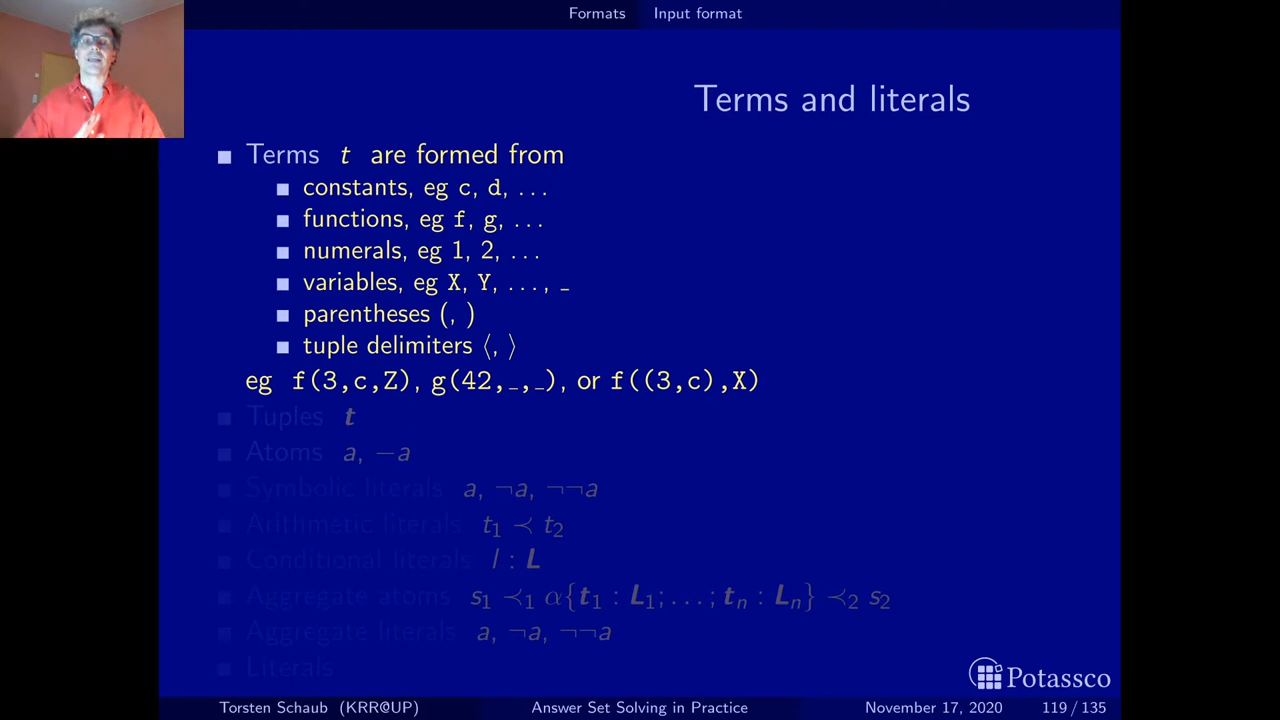 Formats Input format
Terms and literals
Terms t are formed from
constants, eg c, d, ...
functions, eg f, g, ...
numerals, eg 1, 2, ...
variables, eg X, Y, ..., _
parentheses (, )
tuple delimiters ⟨, ⟩
eg f(3,c,Z), g(42,_,_), or f((3,c),X)
Tuples t
Atoms a, −a
Symbolic literals a, ¬a, ¬¬a
Arithmetic literals t₁ ≺ t₂
Conditional literals l : L
Aggregate atoms s₁ ≺₁ α{t₁ : L₁; ... ; tₙ : Lₙ} ≺₂ s₂
Aggregate literals a, ¬a, ¬¬a
Literals
Potassco
Torsten Schaub (KRR@UP) Answer Set Solving in Practice November 17, 2020 119 / 135